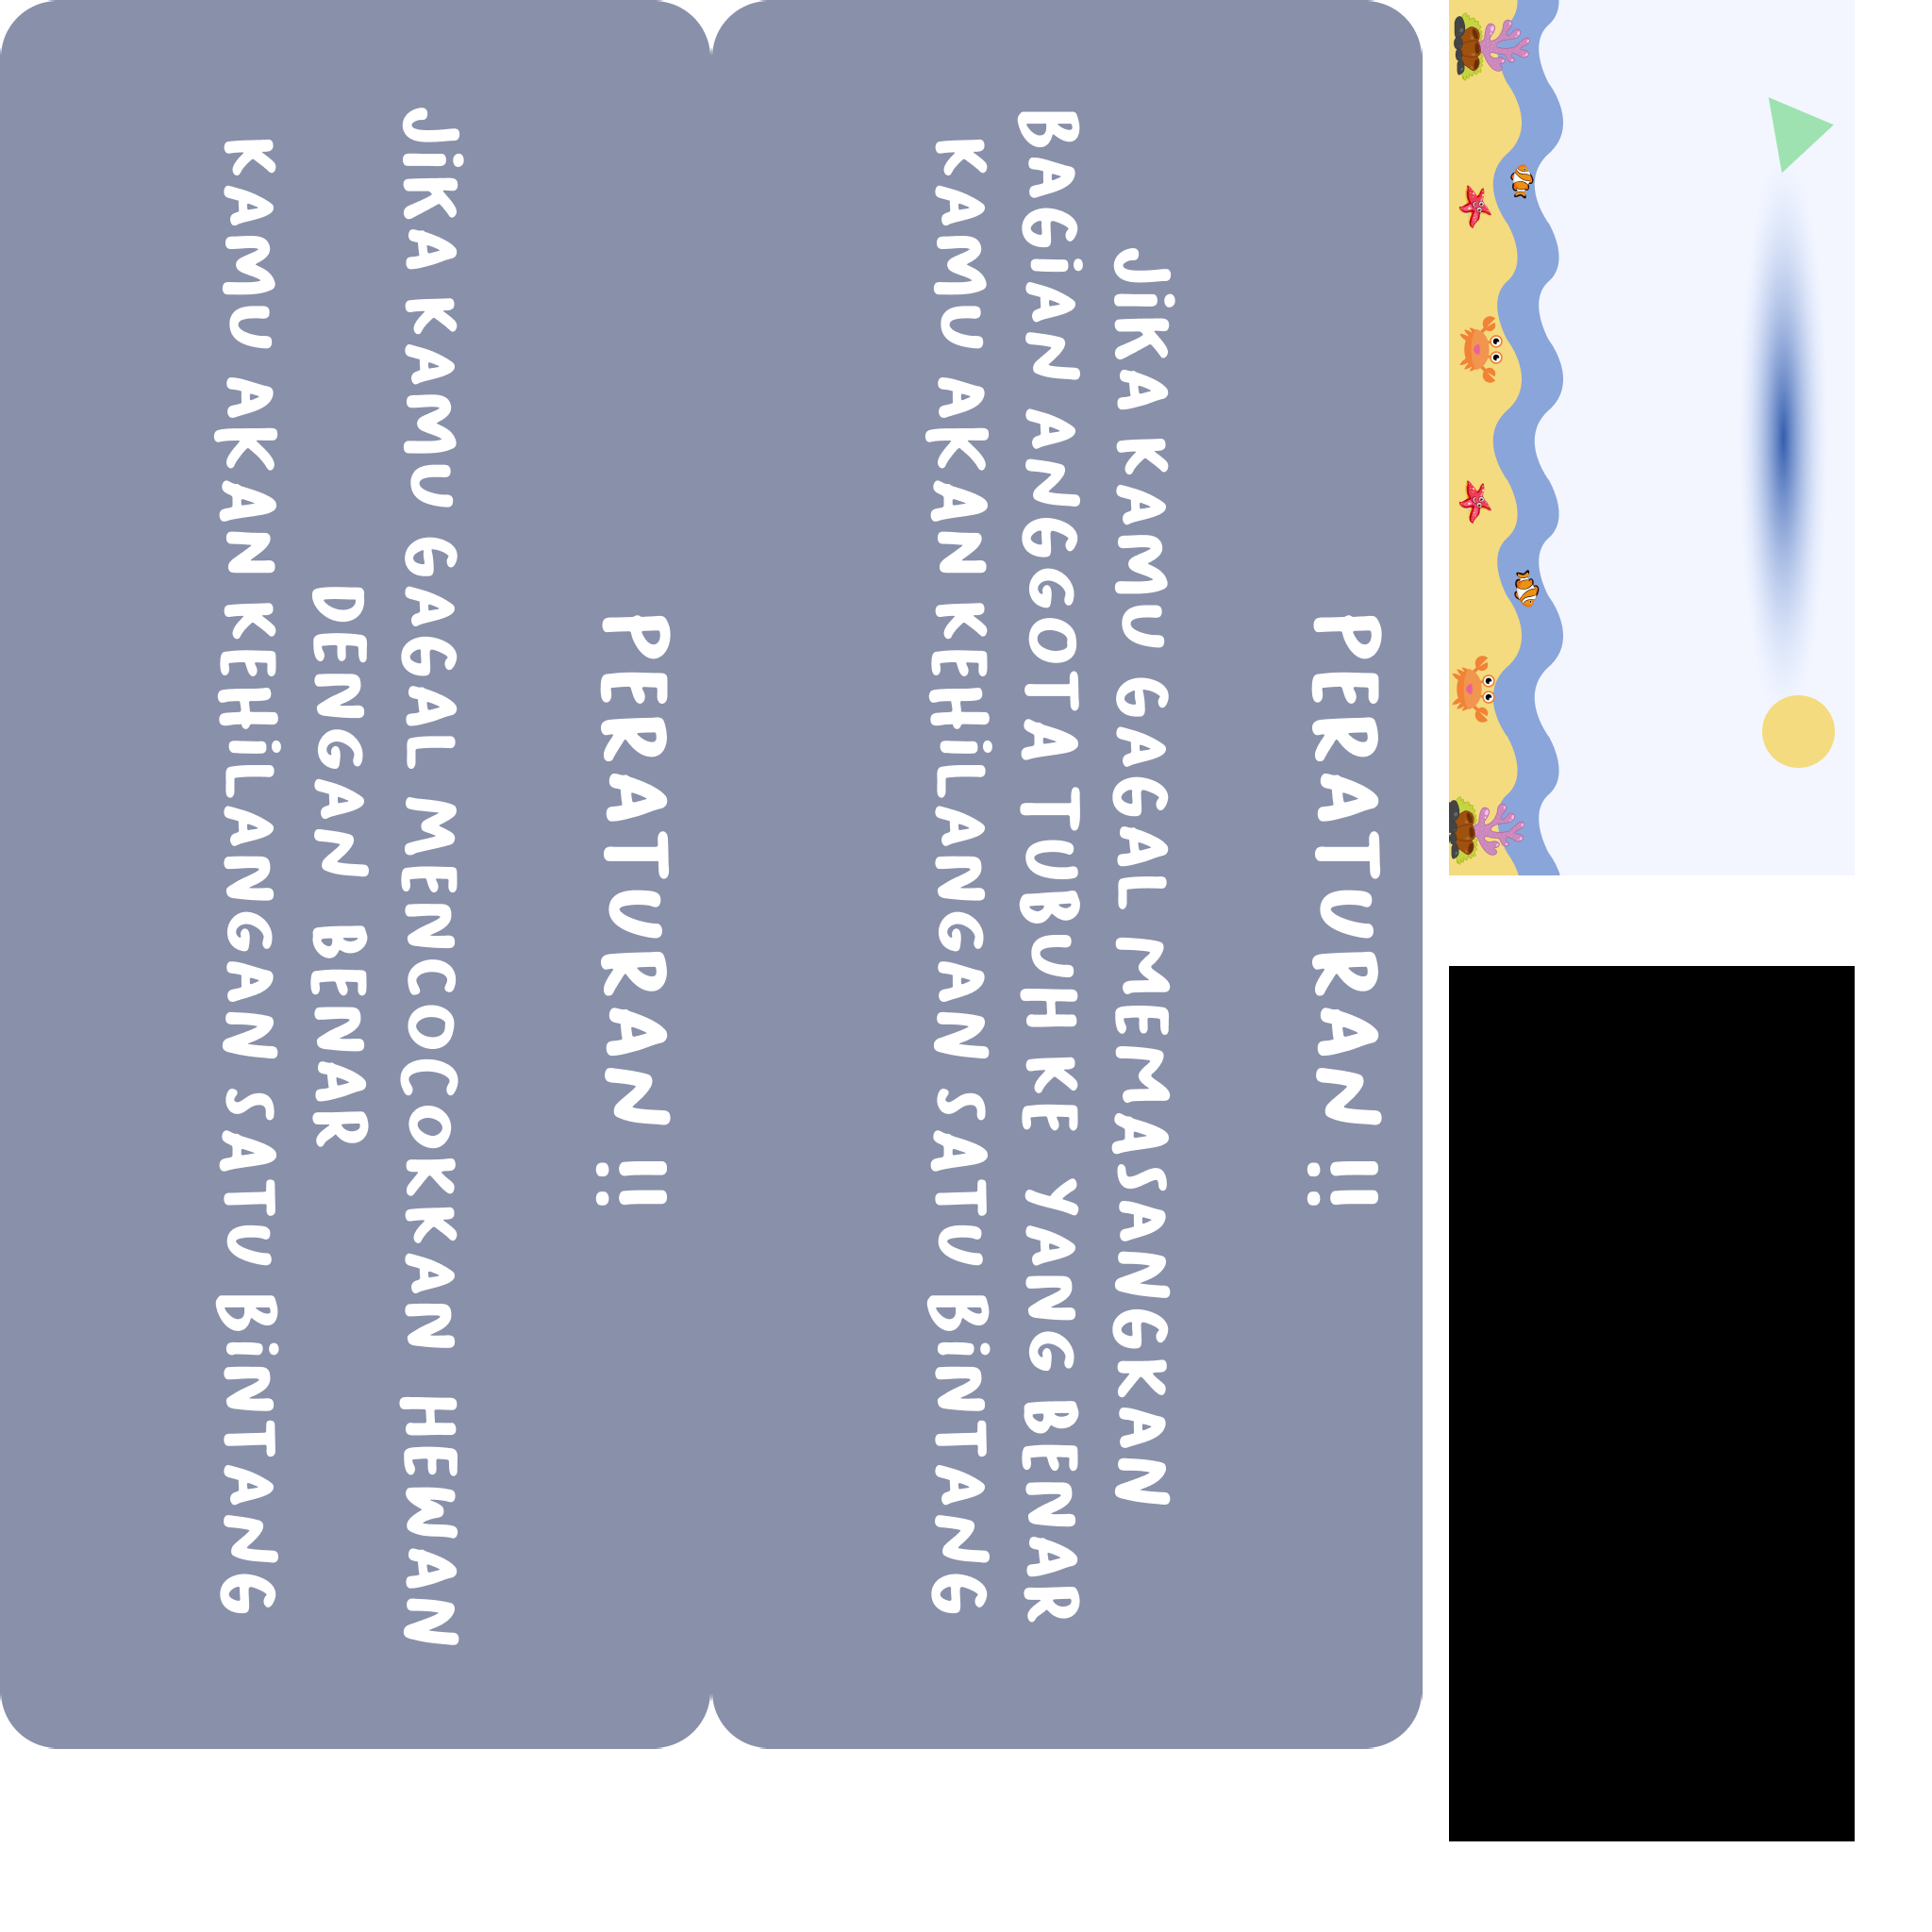 PERATURAN !!!
JiKA KAMU GAGAL MENCOCOKKAN HEWAN
DENGAN BENAR
KAMU AKAN KEHiLANGAN SATU BiNTANG
PERATURAN !!!
JiKA KAMU GAGAL MEMASANGKAN
BAGiAN ANGGOTA TUBUH KE YANG BENAR
KAMU AKAN KEHiLANGAN SATU BiNTANG